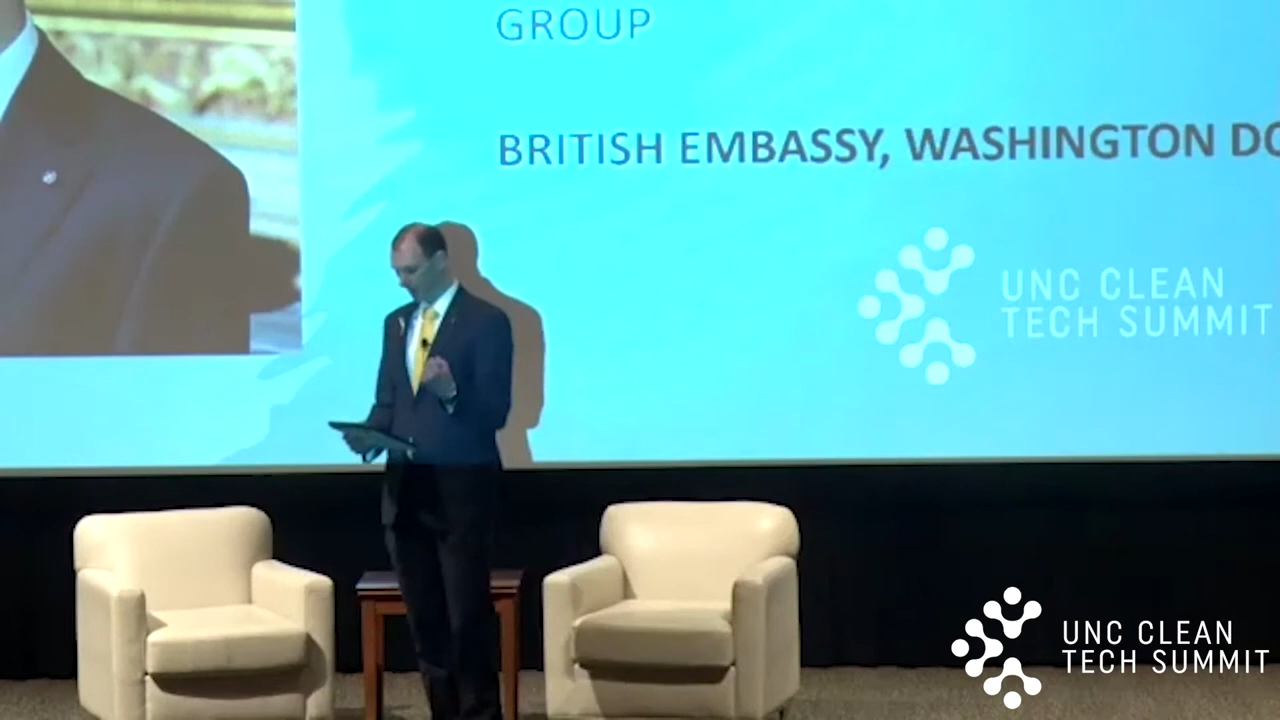 GROUP
BRITISH EMBASSY, WASHINGTON DC
UNC CLEAN
TECH SUMMIT
UNC CLEAN
TECH SUMMIT